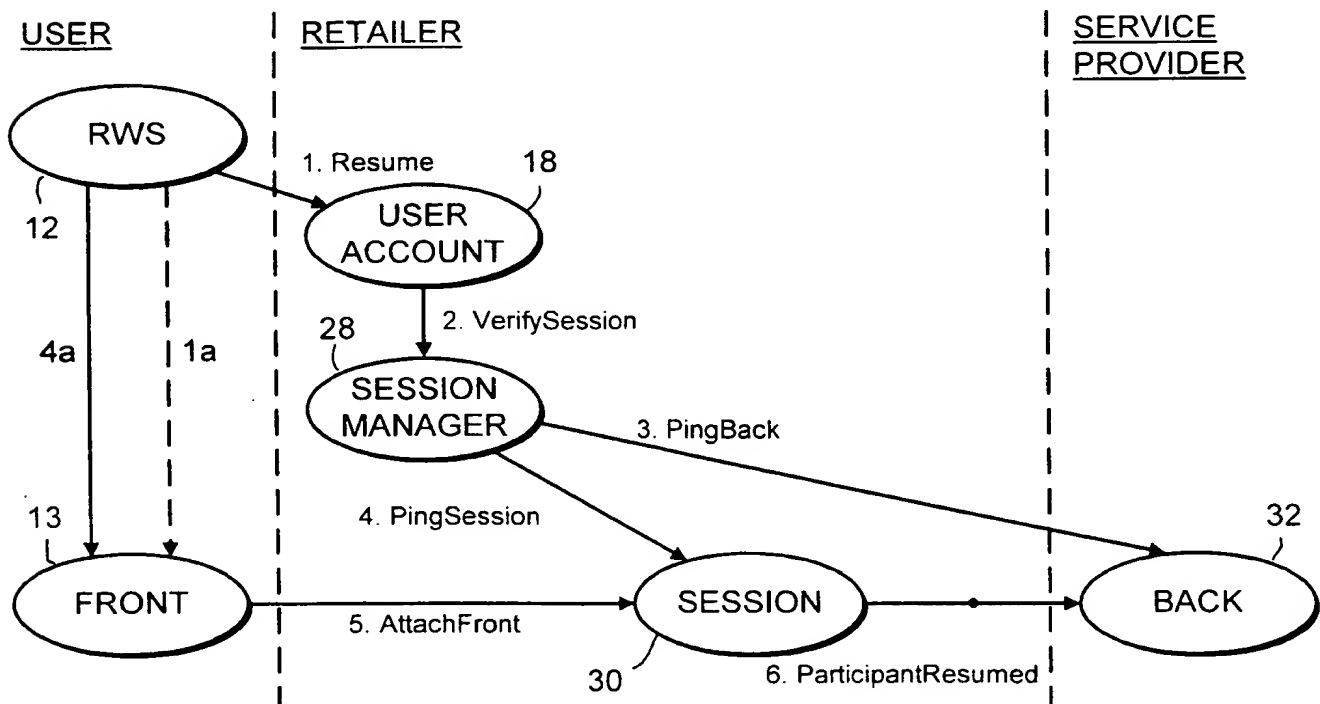 USER
RETAILER
SERVICE
PROVIDER
RWS
12
1. Resume
18
USER
ACCOUNT
2. VerifySession
28
4a
1a
SESSION
MANAGER
3. PingBack
4. PingSession
13
32
FRONT
5. AttachFront
SESSION
BACK
30
6. ParticipantResumed